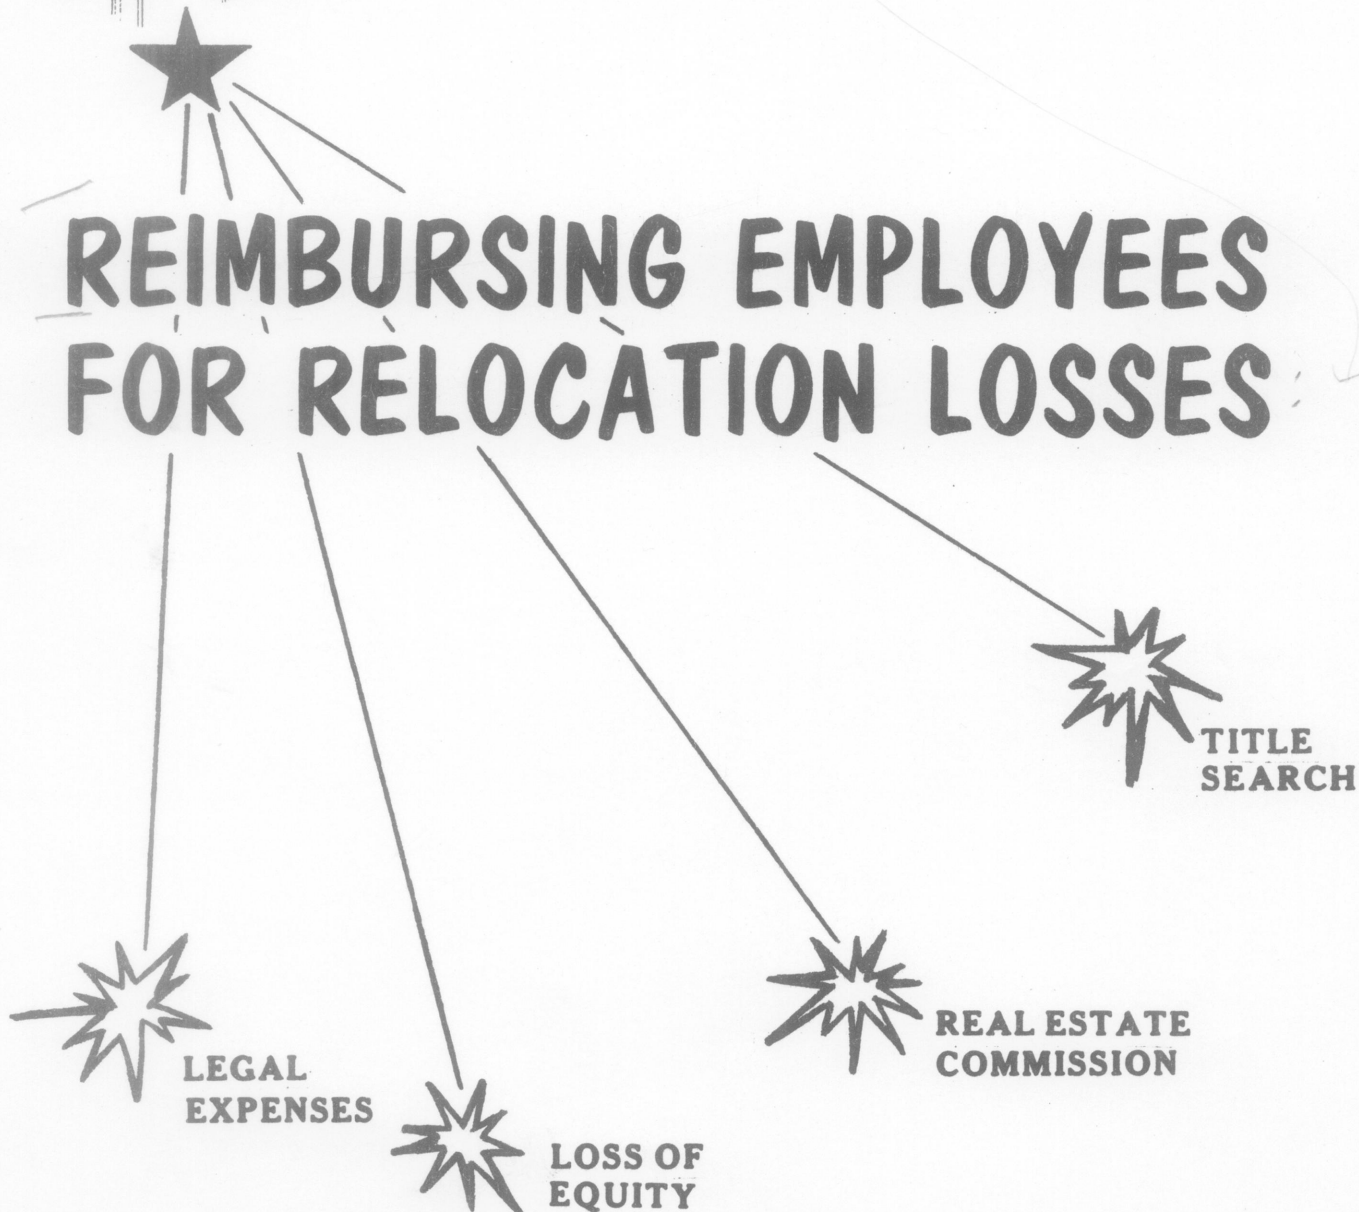 REIMBURSING EMPLOYEES
FOR RELOCATION LOSSES
TITLE
SEARCH
LEGAL
EXPENSES
REAL ESTATE
COMMISSION
LOSS OF
EQUITY